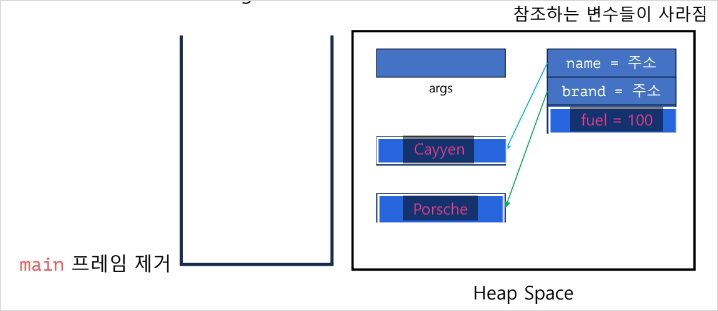 참조하는 변수들이 사라짐
name = 주소
brand = 주소
fuel = 100
args
Cayyen
Porsche
main 프레임 제거
Heap Space